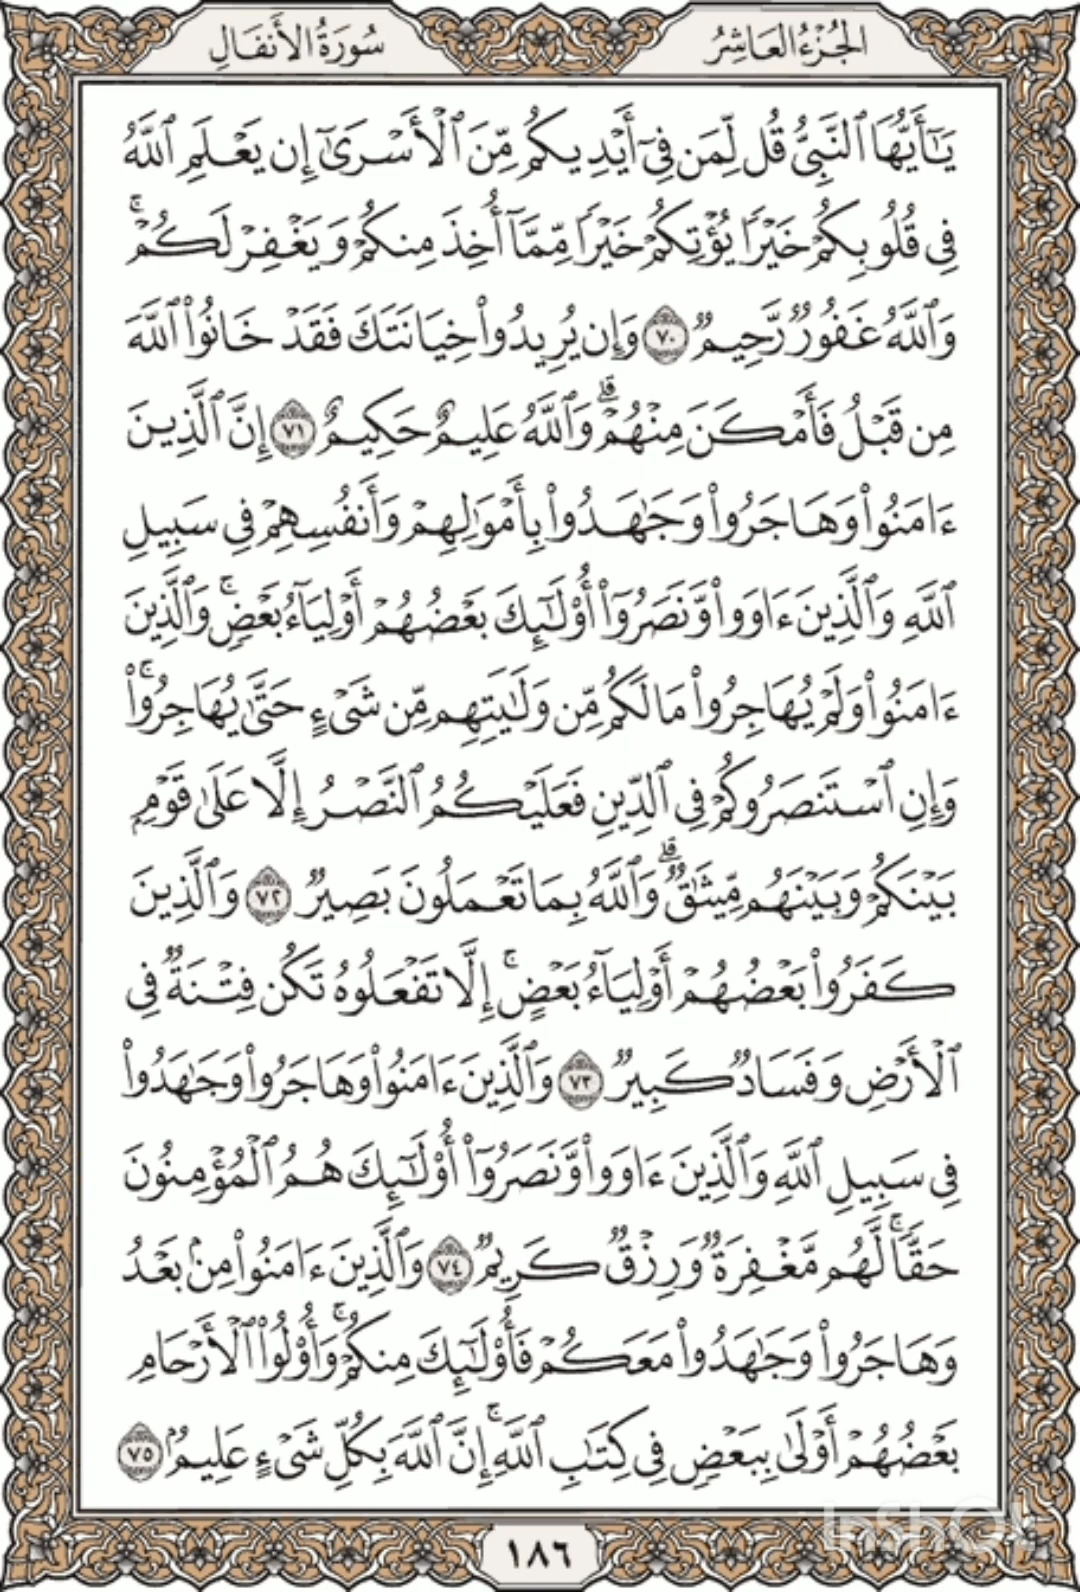 الجُزْءُ العَاشِرُ
سُورَةُ الأَنفَالِ
يَـٰٓأَيُّهَا ٱلنَّبِىُّ قُل لِّمَن فِىٓ أَيْدِيكُم مِّنَ ٱلْأَسْرَىٰٓ إِن يَعْلَمِ ٱللَّهُ
فِى قُلُوبِكُمْ خَيْرًا يُؤْتِكُمْ خَيْرًا مِّمَّآ أُخِذَ مِنكُمْ وَيَغْفِرْ لَكُمْ ۚ
وَٱللَّهُ غَفُورٌ رَّحِيمٌ ٧٠ وَإِن يُرِيدُوا۟ خِيَانَتَكَ فَقَدْ خَانُوا۟ ٱللَّهَ
مِن قَبْلُ فَأَمْكَنَ مِنْهُمْ ۗ وَٱللَّهُ عَلِيمٌ حَكِيمٌ ٧١ إِنَّ ٱلَّذِينَ
ءَامَنُوا۟ وَهَاجَرُوا۟ وَجَـٰهَدُوا۟ بِأَمْوَٰلِهِمْ وَأَنفُسِهِمْ فِى سَبِيلِ
ٱللَّهِ وَٱلَّذِينَ ءَاوَوا۟ وَّنَصَرُوٓا۟ أُو۟لَـٰٓئِكَ بَعْضُهُمْ أَوْلِيَآءُ بَعْضٍ ۚ وَٱلَّذِينَ
ءَامَنُوا۟ وَلَمْ يُهَاجِرُوا۟ مَا لَكُم مِّن وَلَـٰيَتِهِم مِّن شَىْءٍ حَتَّىٰ يُهَاجِرُوا۟ ۚ
وَإِنِ ٱسْتَنصَرُوكُمْ فِى ٱلدِّينِ فَعَلَيْكُمُ ٱلنَّصْرُ إِلَّا عَلَىٰ قَوْمٍۭ
بَيْنَكُمْ وَبَيْنَهُم مِّيثَـٰقٌ ۗ وَٱللَّهُ بِمَا تَعْمَلُونَ بَصِيرٌ ٧٢ وَٱلَّذِينَ
كَفَرُوا۟ بَعْضُهُمْ أَوْلِيَآءُ بَعْضٍ ۚ إِلَّا تَفْعَلُوهُ تَكُن فِتْنَةٌ فِى
ٱلْأَرْضِ وَفَسَادٌ كَبِيرٌ ٧٣ وَٱلَّذِينَ ءَامَنُوا۟ وَهَاجَرُوا۟ وَجَـٰهَدُوا۟
فِى سَبِيلِ ٱللَّهِ وَٱلَّذِينَ ءَاوَوا۟ وَّنَصَرُوٓا۟ أُو۟لَـٰٓئِكَ هُمُ ٱلْمُؤْمِنُونَ
حَقًّا ۚ لَّهُم مَّغْفِرَةٌ وَرِزْقٌ كَرِيمٌ ٧٤ وَٱلَّذِينَ ءَامَنُوا۟ مِنۢ بَعْدُ
وَهَاجَرُوا۟ وَجَـٰهَدُوا۟ مَعَكُمْ فَأُو۟لَـٰٓئِكَ مِنكُمْ ۚ وَأُو۟لُوا۟ ٱلْأَرْحَامِ
بَعْضُهُمْ أَوْلَىٰ بِبَعْضٍ فِى كِتَـٰبِ ٱللَّهِ ۚ إِنَّ ٱللَّهَ بِكُلِّ شَىْءٍ عَلِيمٌۢ ٧٥
InShOt
١٨٦